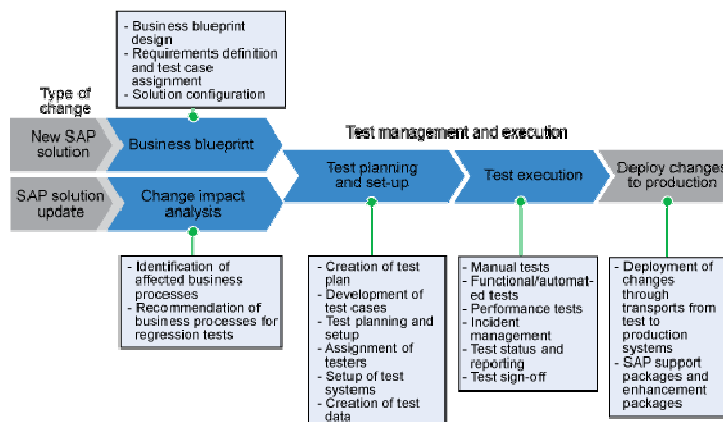 - Business blueprint
design
- Requirements definition
and test case
assignment
- Solution configuration
Type of
change
New SAP
solution
Business blueprint
Test management and execution
SAP solution
update
Change impact
analysis
Test planning
and set-up
Test execution
Deploy changes
to production
- Identification of
affected business
processes
- Recommendation of
business processes for
regression tests
- Creation of test
plan
- Development of
test cases
- Test planning and
setup
- Assignment of
testers
- Setup of test
systems
- Creation of test
data
- Manual tests
- Functional/automat-
ed tests
- Performance tests
- Incident
management
- Test status and
reporting
- Test sign-off
- Deployment of
changes
through
transports from
test to
production
systems
- SAP support
packages and
enhancement
packages